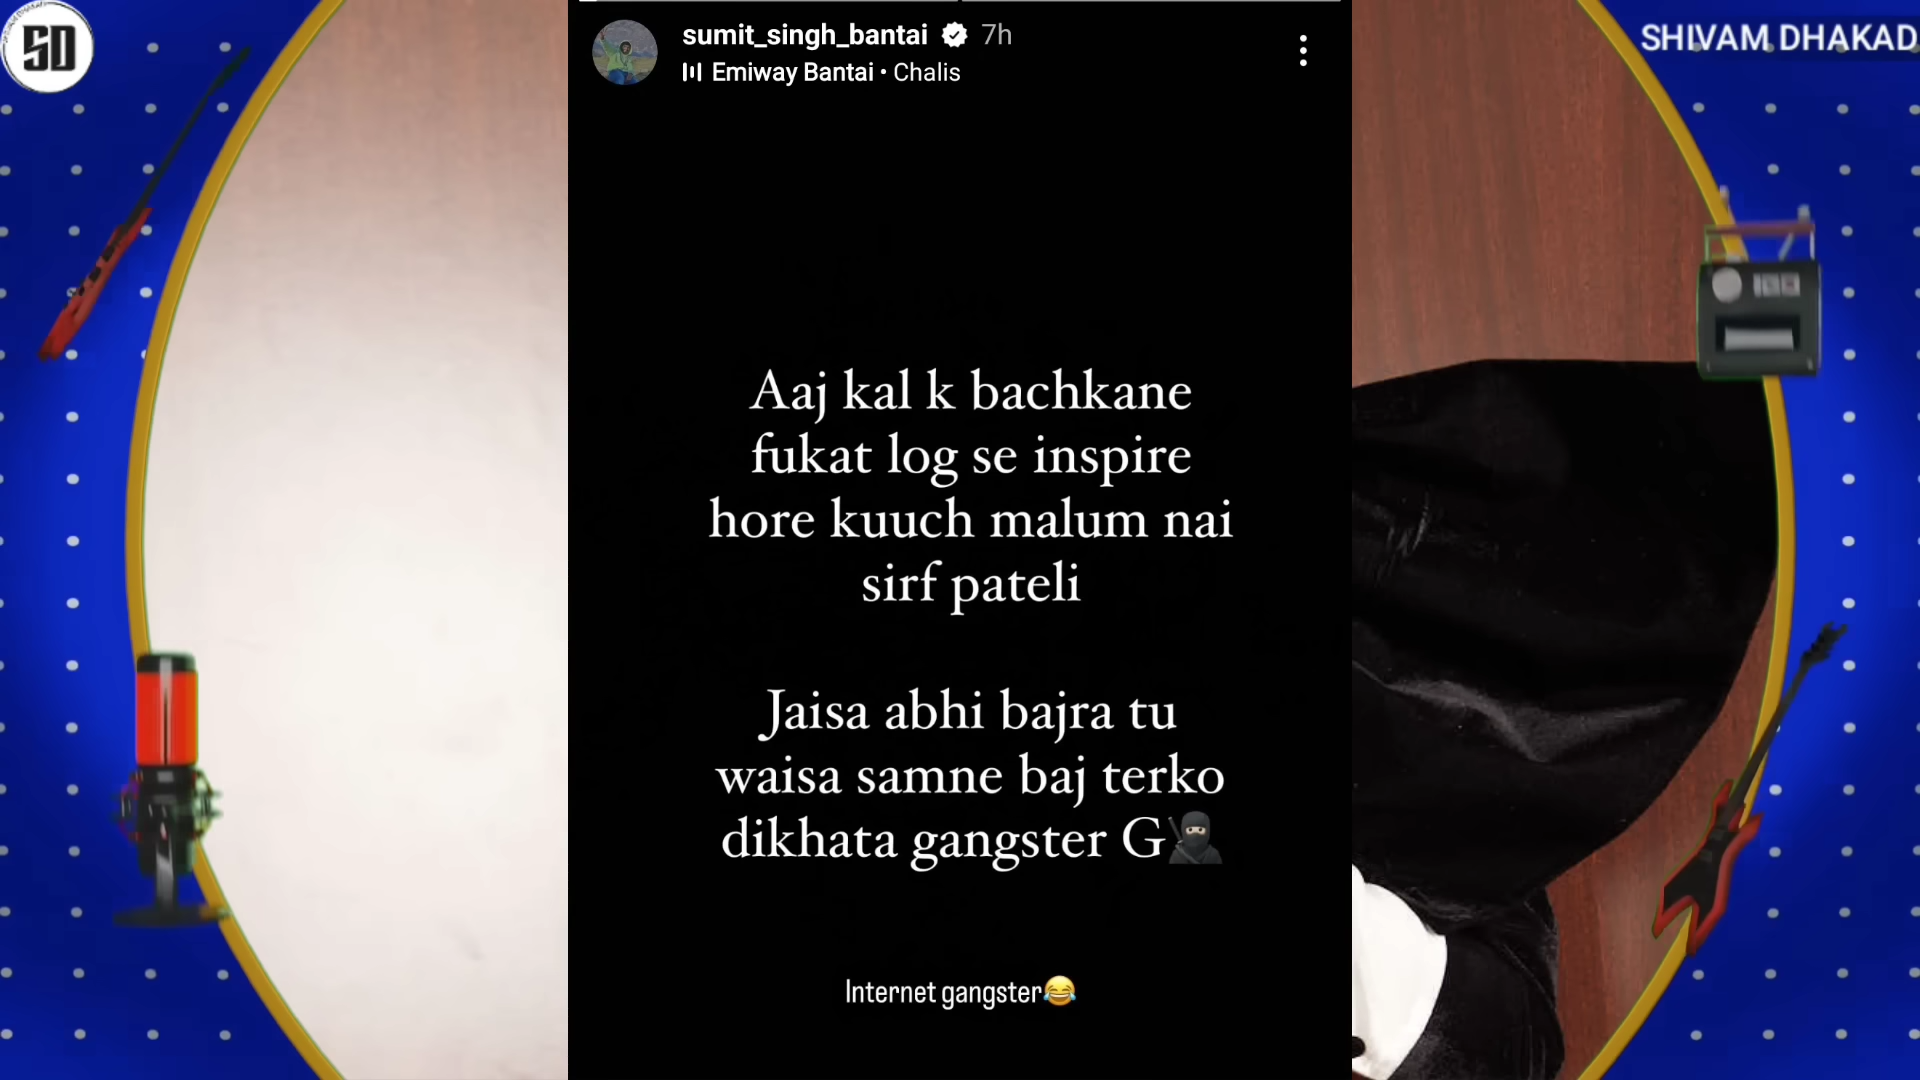 SD
SHIVAM DHAKAD
sumit_singh_bantai 7h
Emiway Bantai • Chalis
Aaj kal k bachkane
fukat log se inspire
hore kuuch malum nai
sirf pateli
Jaisa abhi bajra tu
waisa samne baj terko
dikhata gangster G🥷
Internet gangster😂